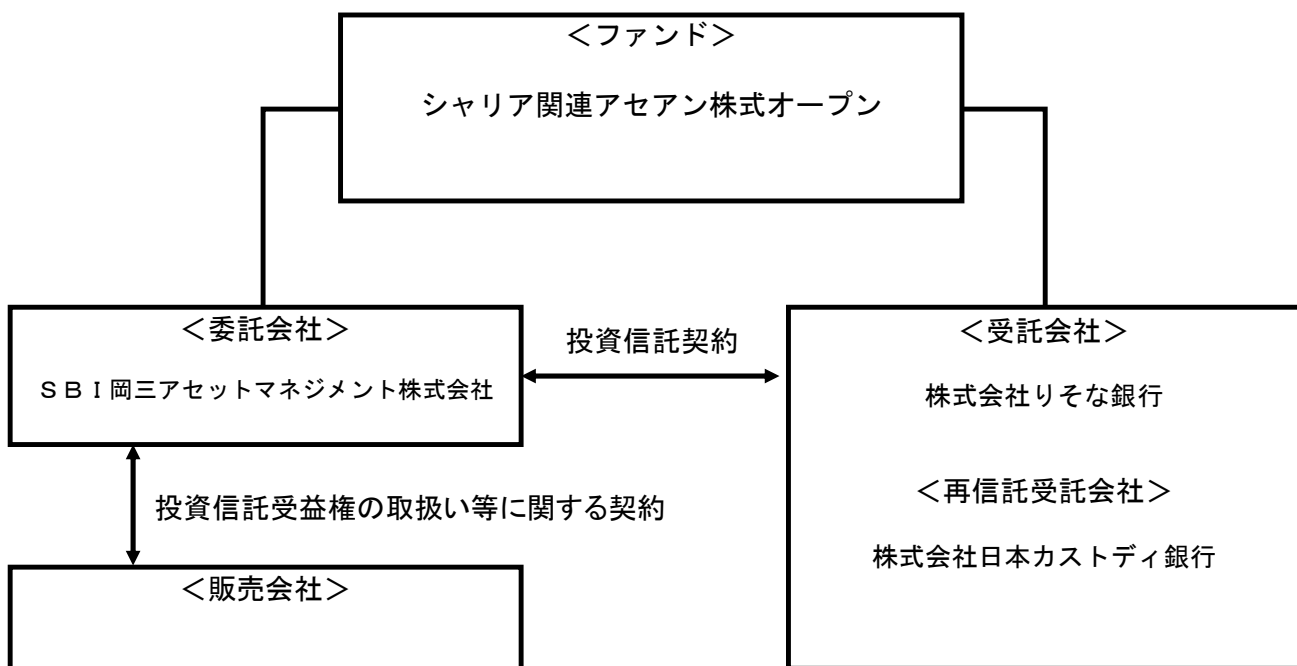 ＜ファンド＞
シャリア関連アセアン株式オープン
＜委託会社＞
ＳＢＩ岡三アセットマネジメント株式会社
投資信託契約
＜受託会社＞
株式会社りそな銀行
＜再信託受託会社＞
株式会社日本カストディ銀行
投資信託受益権の取扱い等に関する契約
＜販売会社＞